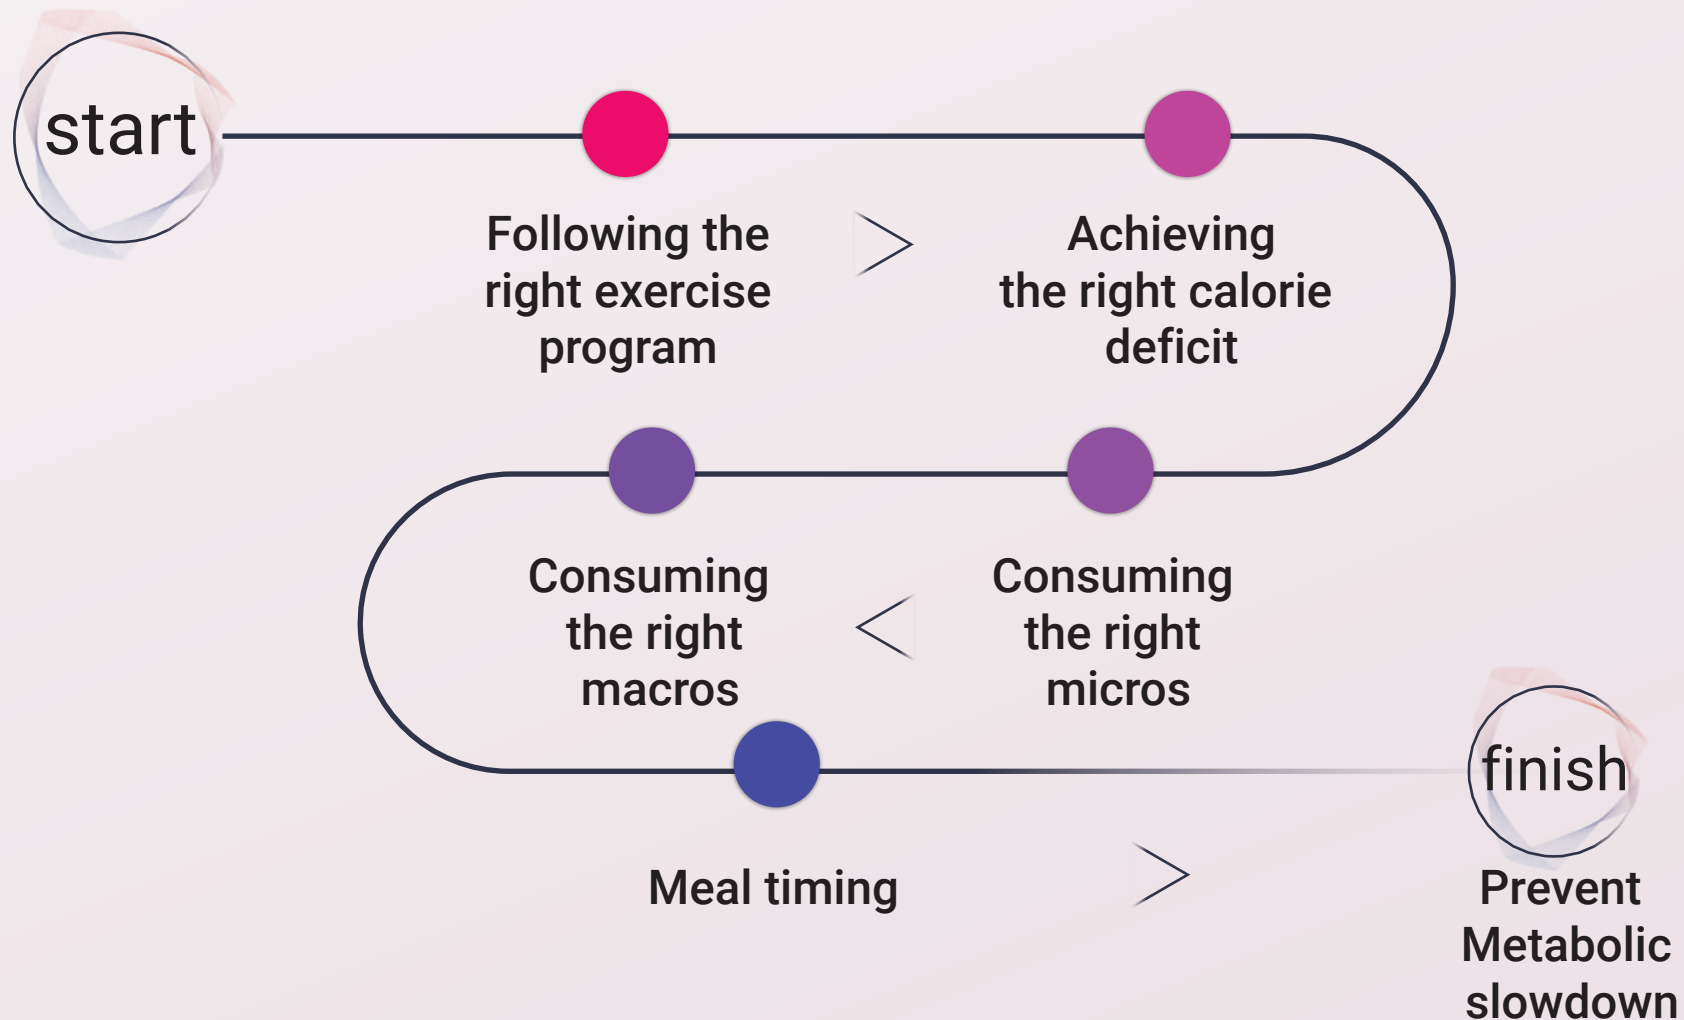 start
Following the
right exercise
program
Achieving
the right calorie
deficit
Consuming
the right
micros
Consuming
the right
macros
Meal timing
finish
Prevent
Metabolic
slowdown